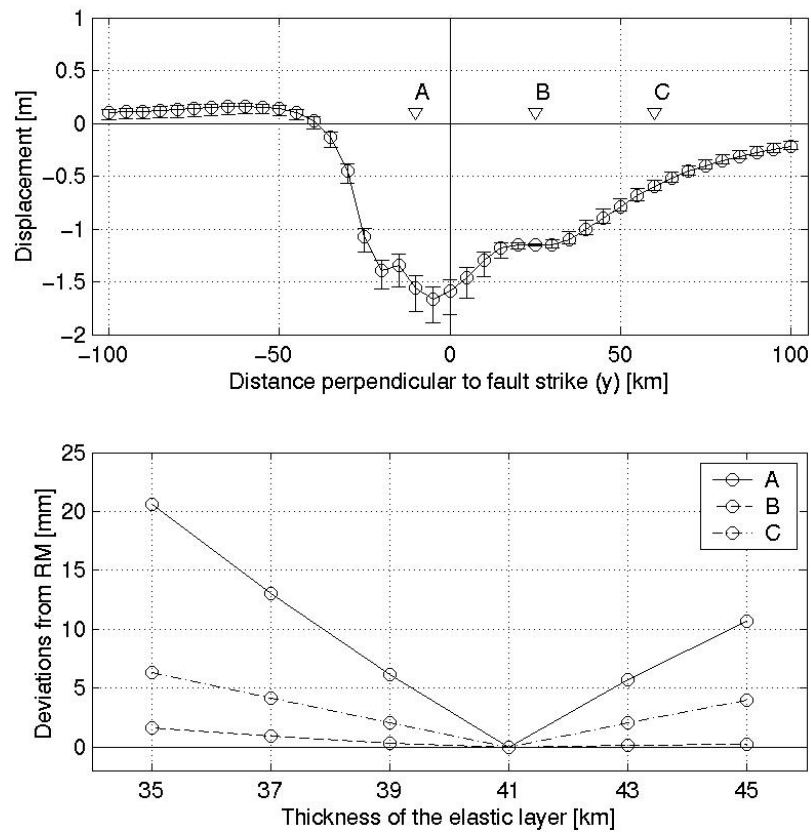 1
0.5
0
−0.5
−1
−1.5
−2
Displacement [m]
A B C
−100 −50 0 50 100
Distance perpendicular to fault strike (y) [km]
25
20
15
10
5
0
Deviations from RM [mm]
A
B
C
35 37 39 41 43 45
Thickness of the elastic layer [km]